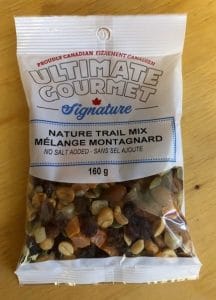 PROUDLY CANADIAN FIÈREMENT CANADIEN
ULTIMATE
GOURMET
Signature
NATURE TRAIL MIX
MÉLANGE MONTAGNARD
NO SALT ADDED - SANS SEL AJOUTÉ
160 g